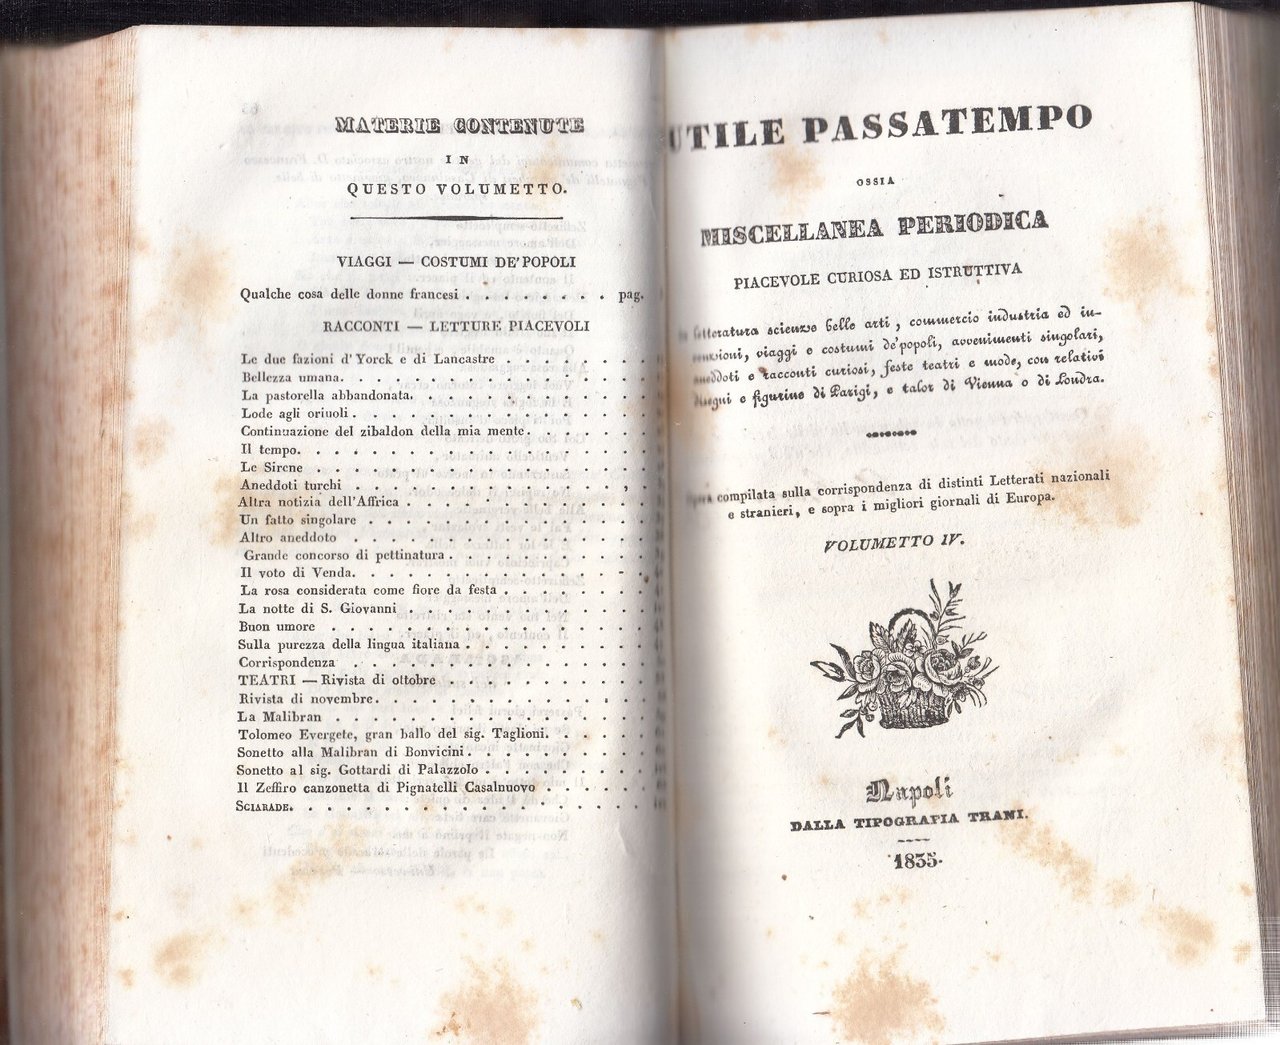 MATERIE CONTENUTE
IN
QUESTO VOLUMETTO.
VIAGGI — COSTUMI DE'POPOLI
Qualche cosa delle donne francesi . . . . . . . . pag.
RACCONTI — LETTURE PIACEVOLI
Le due fazioni d'Yorck e di Lancastre
Bellezza umana.
La pastorella abbandonata.
Lode agli oriuoli.
Continuazione del zibaldon della mia mente.
Il tempo.
Le Sirene
Aneddoti turchi
Altra notizia dell'Affrica
Un fatto singolare
Altro aneddoto
Grande concorso di pettinatura
Il voto di Venda.
La rosa considerata come fiore da festa
La notte di S. Giovanni
Buon umore
Sulla purezza della lingua italiana
Corrispondenza
TEATRI — Rivista di ottobre
Rivista di novembre.
La Malibran
Tolomeo Evergete, gran ballo del sig. Taglioni.
Sonetto alla Malibran di Bonvicini.
Sonetto al sig. Gottardi di Palazzolo
Il Zeffiro canzonetta di Pignatelli Casalnuovo
SCIARADE.
UTILE PASSATEMPO
OSSIA
MISCELLANEA PERIODICA
PIACEVOLE CURIOSA ED ISTRUTTIVA
letteratura scienze belle arti, commercio industria ed in-
venzioni, viaggi e costumi de'popoli, avvenimenti singolari,
aneddoti e racconti curiosi, feste teatri e mode, con relativi
disegni e figurino di Parigi, e talor di Vienna o di Londra.
Opera compilata sulla corrispondenza di distinti Letterati nazionali
e stranieri, e sopra i migliori giornali di Europa.
VOLUMETTO IV.
Napoli
DALLA TIPOGRAFIA TRANI.
1835.